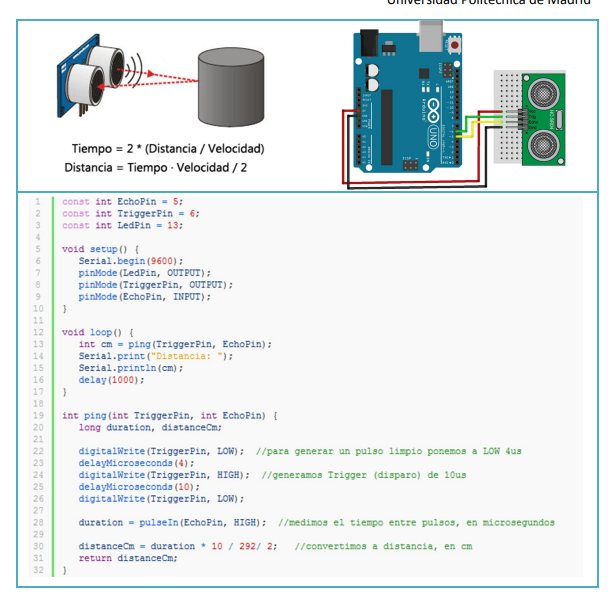 Universidad Politécnica de Madrid
Tiempo = 2 * (Distancia / Velocidad)
Distancia = Tiempo · Velocidad / 2
UNO
1 const int EchoPin = 5;
2 const int TriggerPin = 6;
3 const int LedPin = 13;
4
5 void setup() {
6 Serial.begin(9600);
7 pinMode(LedPin, OUTPUT);
8 pinMode(TriggerPin, OUTPUT);
9 pinMode(EchoPin, INPUT);
10 }
11
12 void loop() {
13 int cm = ping(TriggerPin, EchoPin);
14 Serial.print("Distancia: ");
15 Serial.println(cm);
16 delay(1000);
17 }
18
19 int ping(int TriggerPin, int EchoPin) {
20 long duration, distanceCm;
21
22 digitalWrite(TriggerPin, LOW); //para generar un pulso limpio ponemos a LOW 4us
23 delayMicroseconds(4);
24 digitalWrite(TriggerPin, HIGH); //generamos Trigger (disparo) de 10us
25 delayMicroseconds(10);
26 digitalWrite(TriggerPin, LOW);
27
28 duration = pulseIn(EchoPin, HIGH); //medimos el tiempo entre pulsos, en microsegundos
29
30 distanceCm = duration * 10 / 292/ 2; //convertimos a distancia, en cm
31 return distanceCm;
32 }